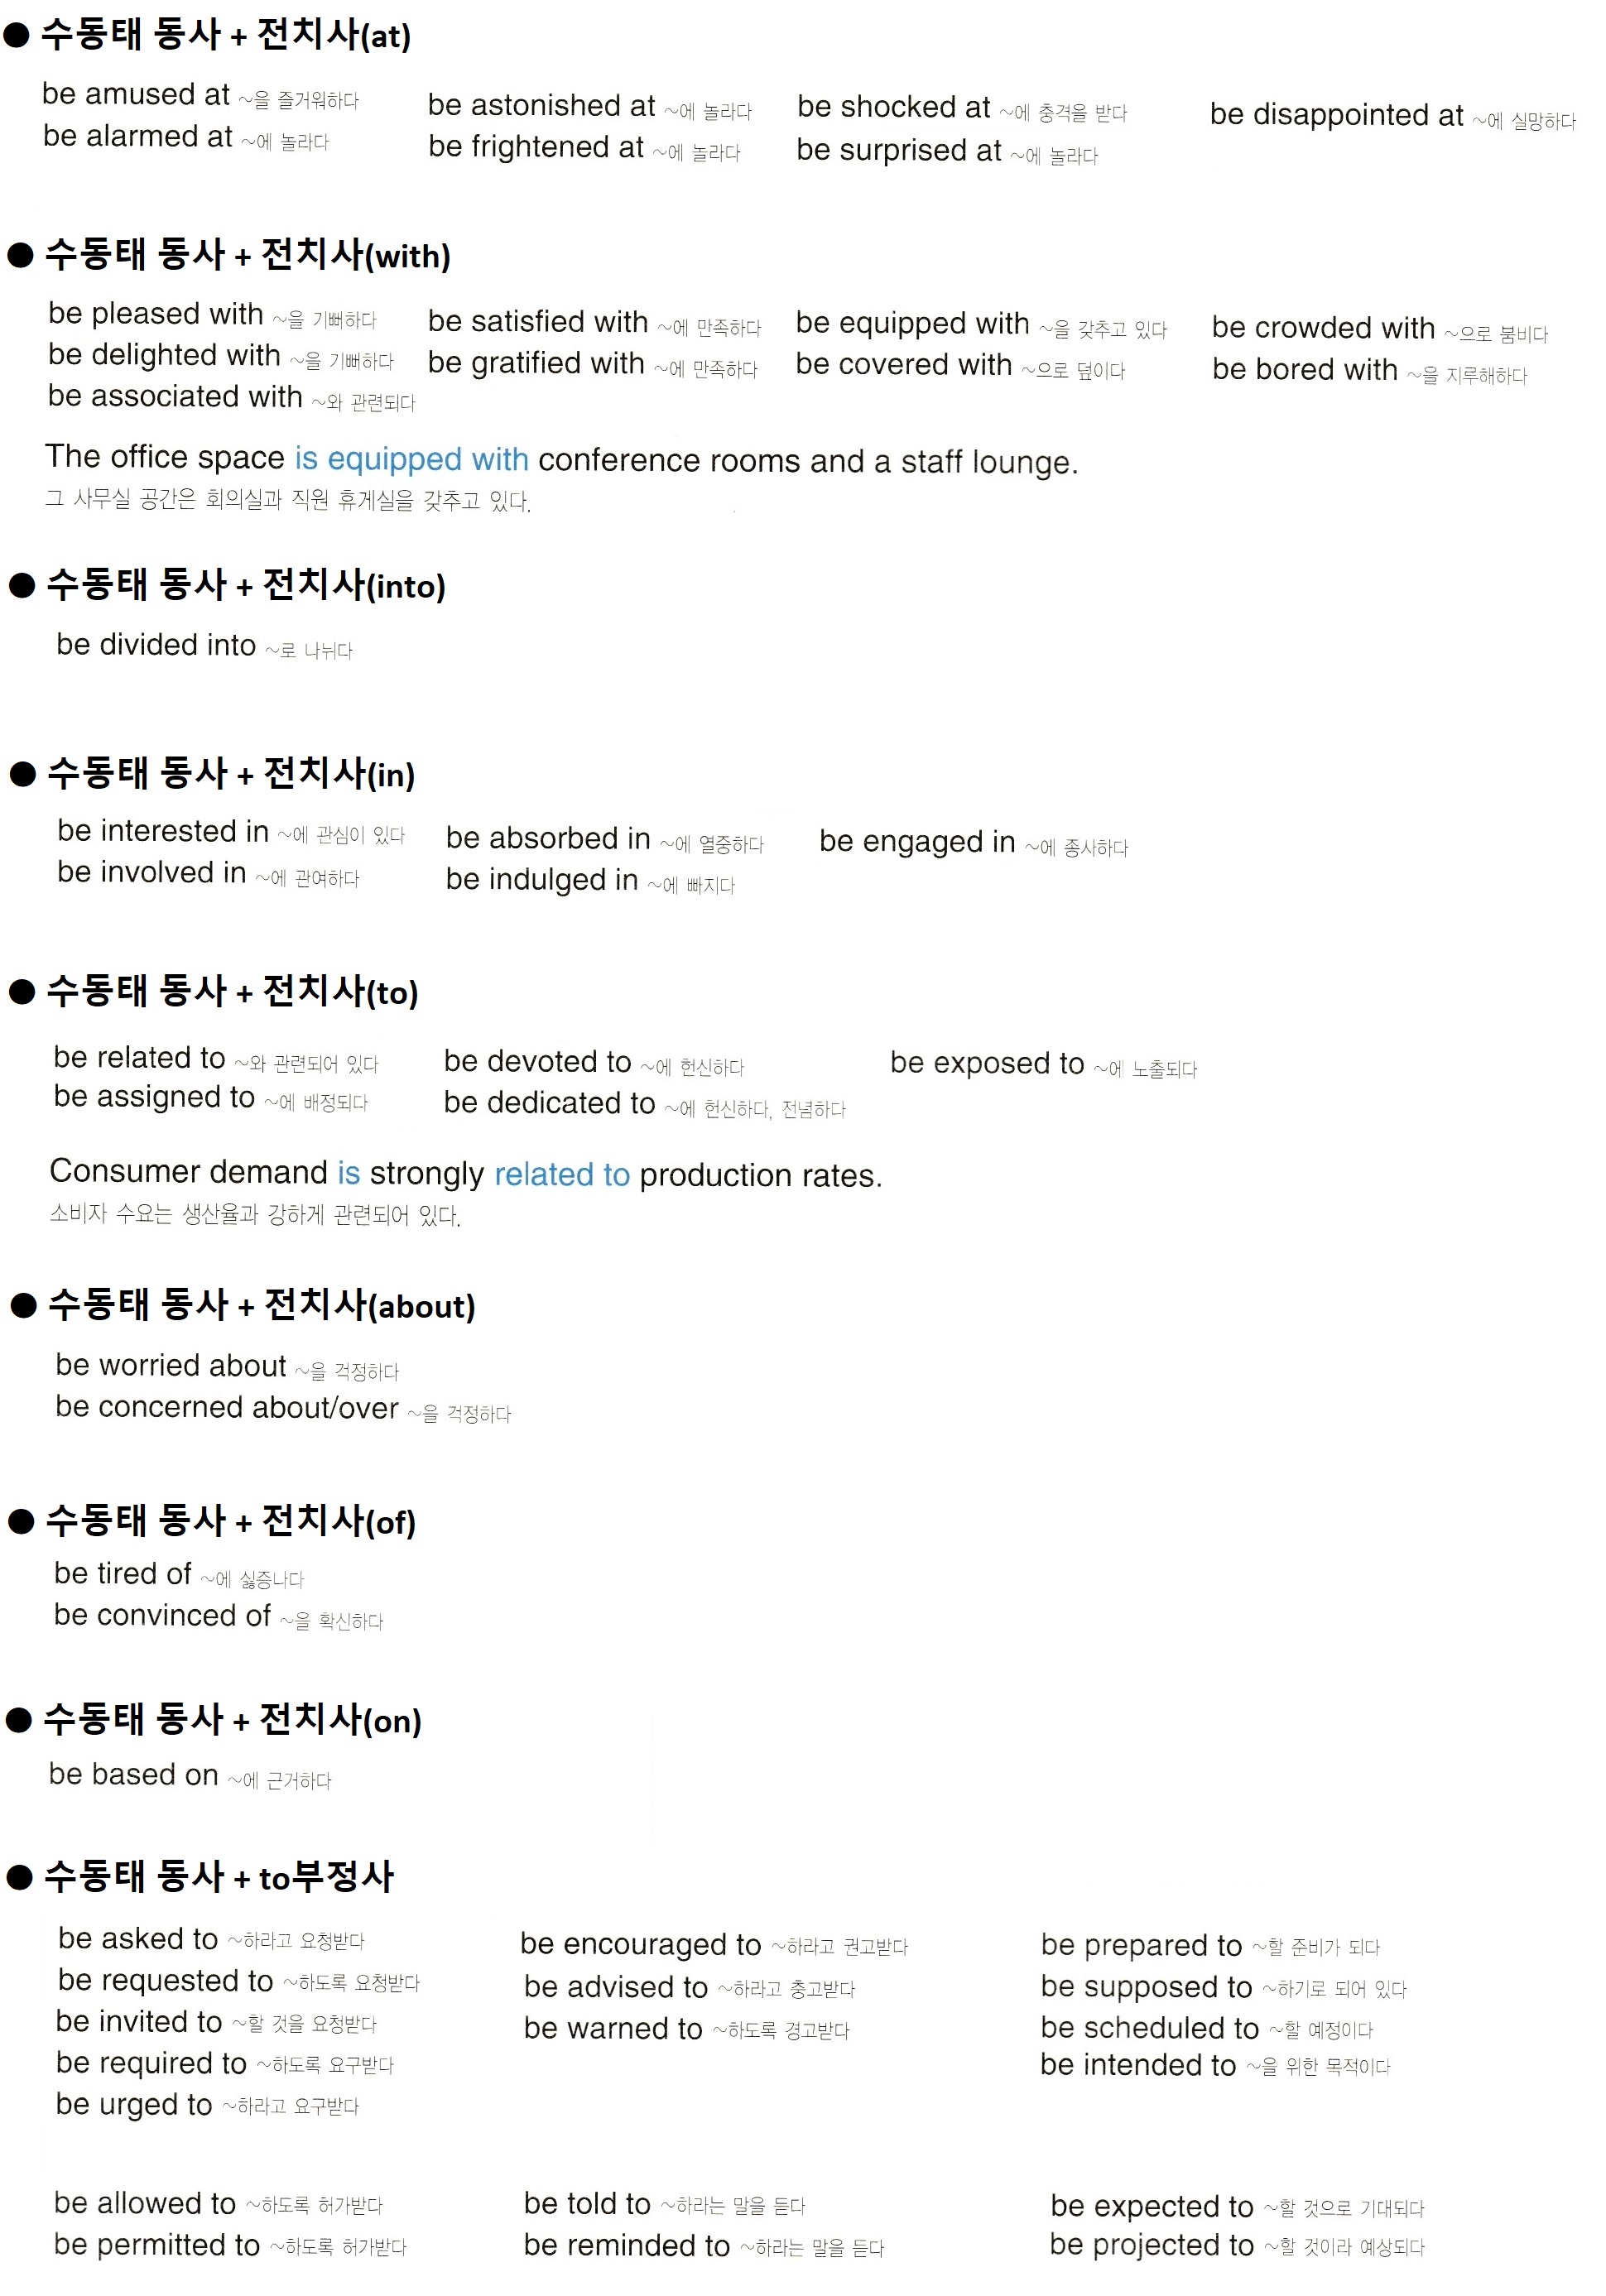 ● 수동태 동사 + 전치사(at)
be amused at ~을 즐거워하다 be astonished at ~에 놀라다 be shocked at ~에 충격을 받다 be disappointed at ~에 실망하다
be alarmed at ~에 놀라다 be frightened at ~에 놀라다 be surprised at ~에 놀라다
● 수동태 동사 + 전치사(with)
be pleased with ~을 기뻐하다 be satisfied with ~에 만족하다 be equipped with ~을 갖추고 있다 be crowded with ~으로 붐비다
be delighted with ~을 기뻐하다 be gratified with ~에 만족하다 be covered with ~으로 덮이다 be bored with ~을 지루해하다
be associated with ~와 관련되다
The office space is equipped with conference rooms and a staff lounge.
그 사무실 공간은 회의실과 직원 휴게실을 갖추고 있다.
● 수동태 동사 + 전치사(into)
be divided into ~로 나뉘다
● 수동태 동사 + 전치사(in)
be interested in ~에 관심이 있다 be absorbed in ~에 열중하다 be engaged in ~에 종사하다
be involved in ~에 관여하다 be indulged in ~에 빠지다
● 수동태 동사 + 전치사(to)
be related to ~와 관련되어 있다 be devoted to ~에 헌신하다 be exposed to ~에 노출되다
be assigned to ~에 배정되다 be dedicated to ~에 헌신하다, 전념하다
Consumer demand is strongly related to production rates.
소비자 수요는 생산율과 강하게 관련되어 있다.
● 수동태 동사 + 전치사(about)
be worried about ~을 걱정하다
be concerned about/over ~을 걱정하다
● 수동태 동사 + 전치사(of)
be tired of ~에 싫증나다
be convinced of ~을 확신하다
● 수동태 동사 + 전치사(on)
be based on ~에 근거하다
● 수동태 동사 + to부정사
be asked to ~하라고 요청받다 be encouraged to ~하라고 권고받다 be prepared to ~할 준비가 되다
be requested to ~하도록 요청받다 be advised to ~하라고 충고받다 be supposed to ~하기로 되어 있다
be invited to ~할 것을 요청받다 be warned to ~하도록 경고받다 be scheduled to ~할 예정이다
be required to ~하도록 요구받다 be intended to ~을 위한 목적이다
be urged to ~하라고 요구받다
be allowed to ~하도록 허가받다 be told to ~하라는 말을 듣다 be expected to ~할 것으로 기대되다
be permitted to ~하도록 허가받다 be reminded to ~하라는 말을 듣다 be projected to ~할 것이라 예상되다